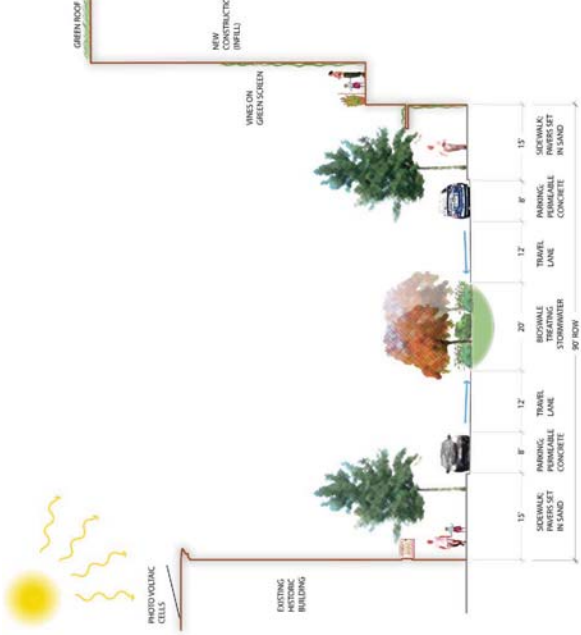 GREEN ROOF
NEW
CONSTRUCTION
(INFILL)
VINES ON
GREEN SCREEN
PHOTO VOLTAIC
CELLS
EXISTING
HISTORIC
BUILDING
15'
8'
12'
20'
12'
8'
15'
SIDEWALK;
PAVERS SET
IN SAND
PARKING;
PERMEABLE
CONCRETE
TRAVEL
LANE
BIOSWALE
TREATING
STORMWATER
TRAVEL
LANE
PARKING;
PERMEABLE
CONCRETE
SIDEWALK;
PAVERS SET
IN SAND
90' ROW